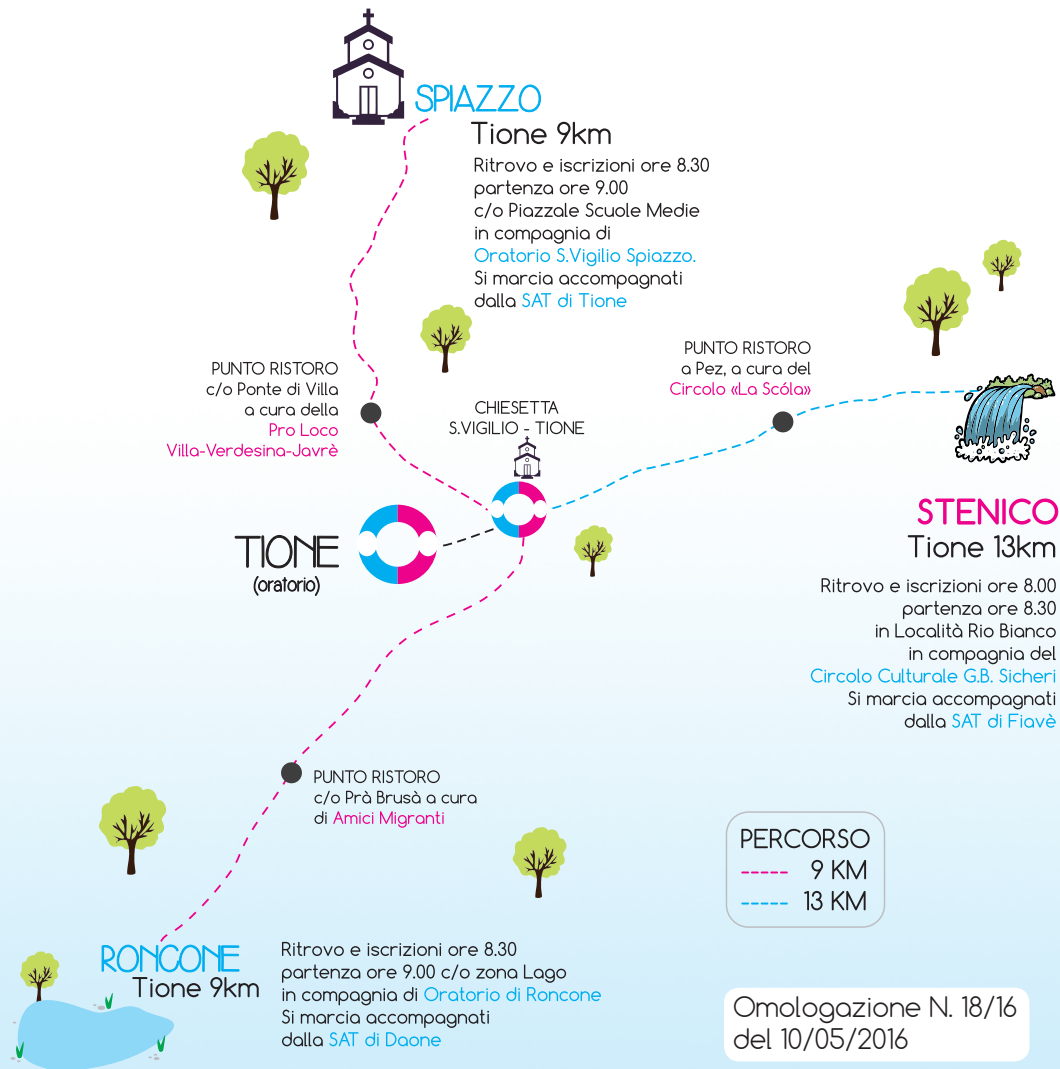 SPIAZZO
Tione 9km
Ritrovo e iscrizioni ore 8.30
partenza ore 9.00
c/o Piazzale Scuole Medie
in compagnia di
Oratorio S.Vigilio Spiazzo.
Si marcia accompagnati
dalla SAT di Tione
PUNTO RISTORO
c/o Ponte di Villa
a cura della
Pro Loco
Villa-Verdesina-Javrè
PUNTO RISTORO
a Pez, a cura del
Circolo «La Scóla»
CHIESETTA
S.VIGILIO - TIONE
TIONE
(oratorio)
STENICO
Tione 13km
Ritrovo e iscrizioni ore 8.00
partenza ore 8.30
in Località Rio Bianco
in compagnia del
Circolo Culturale G.B. Sicheri
Si marcia accompagnati
dalla SAT di Fiavè
PUNTO RISTORO
c/o Prà Brusà a cura
di Amici Migranti
PERCORSO
9 KM
13 KM
RONCONE
Tione 9km
Ritrovo e iscrizioni ore 8.30
partenza ore 9.00 c/o zona Lago
in compagnia di Oratorio di Roncone
Si marcia accompagnati
dalla SAT di Daone
Omologazione N. 18/16
del 10/05/2016